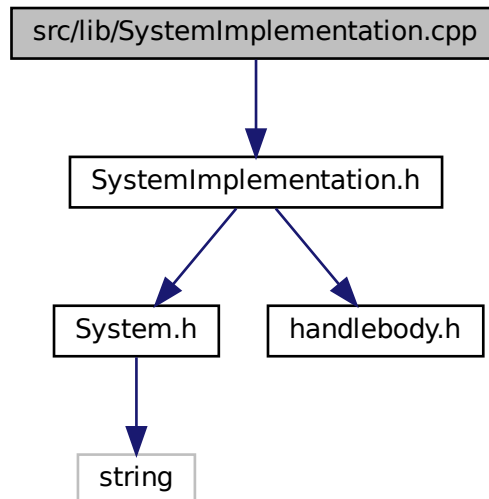 src/lib/SystemImplementation.cpp
SystemImplementation.h
System.h
handlebody.h
string